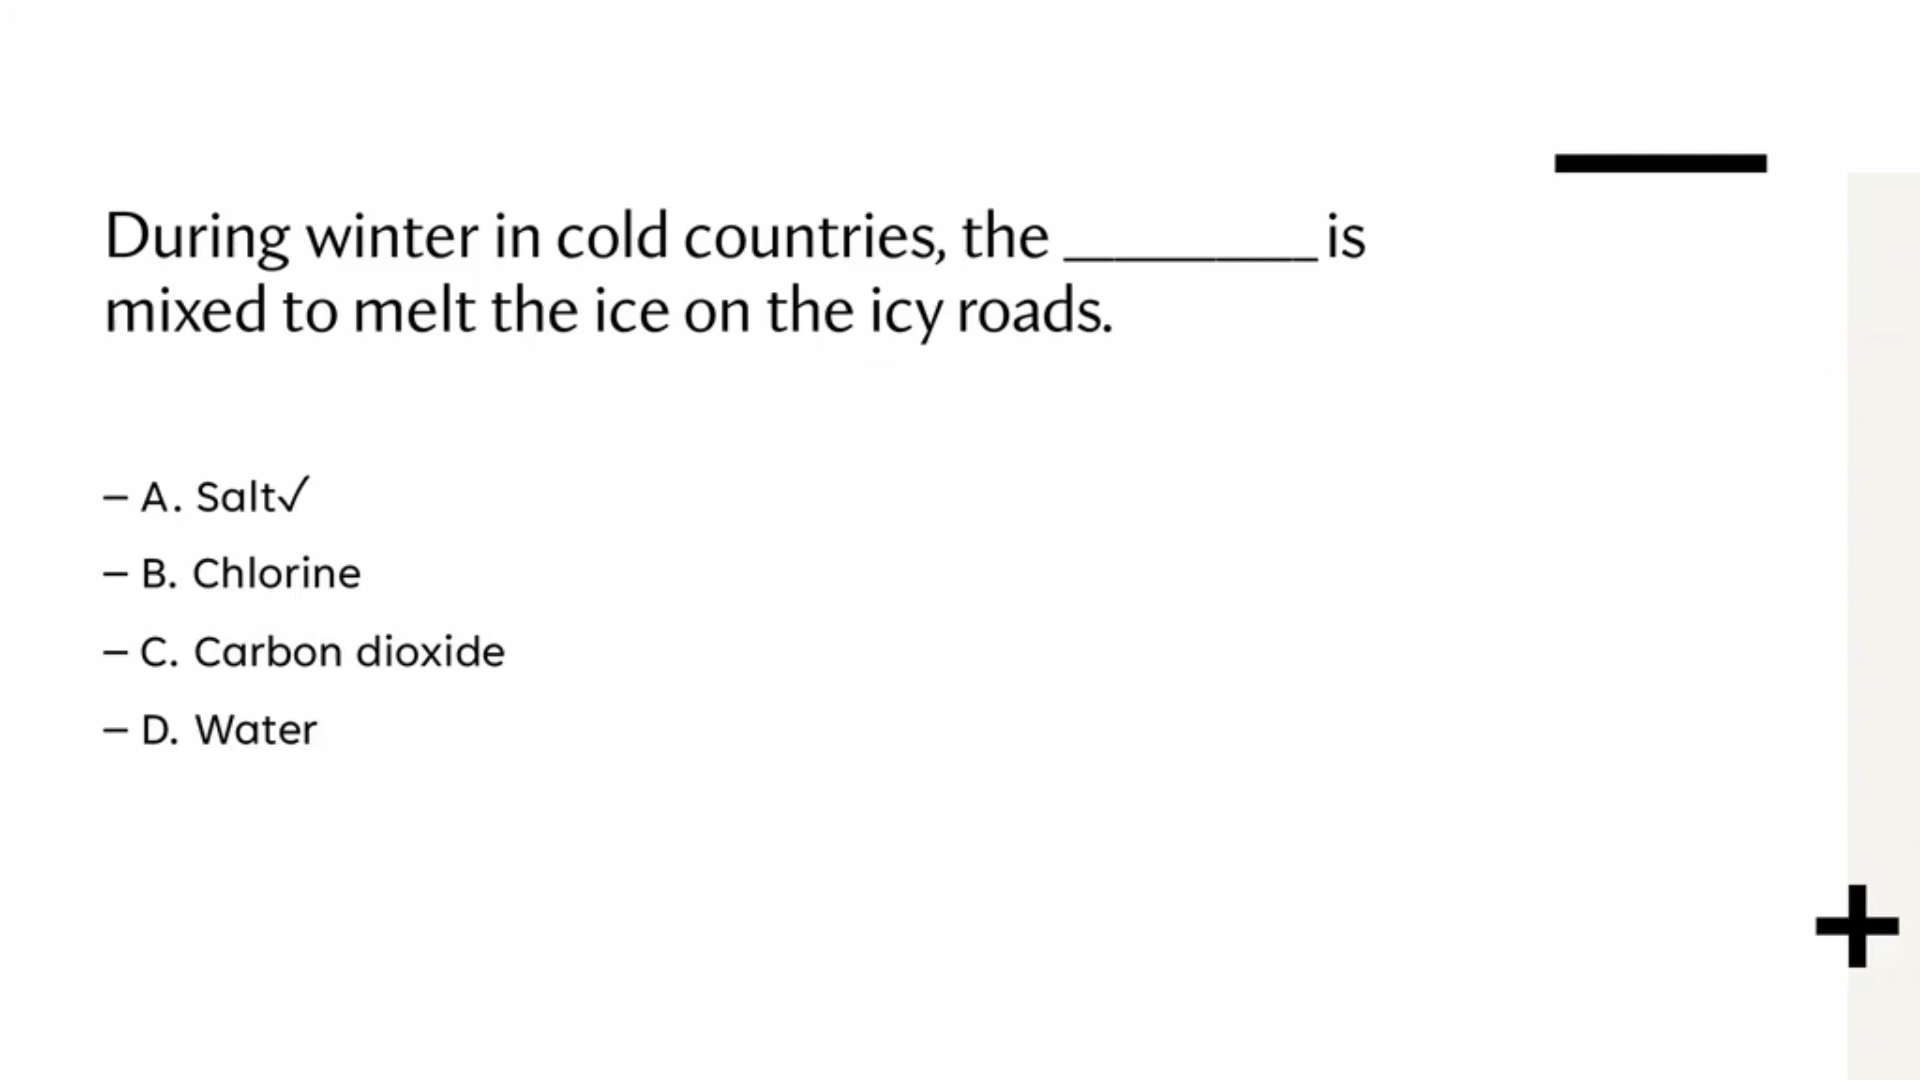 During winter in cold countries, the __________ is
mixed to melt the ice on the icy roads.
– A. Salt✓
– B. Chlorine
– C. Carbon dioxide
– D. Water